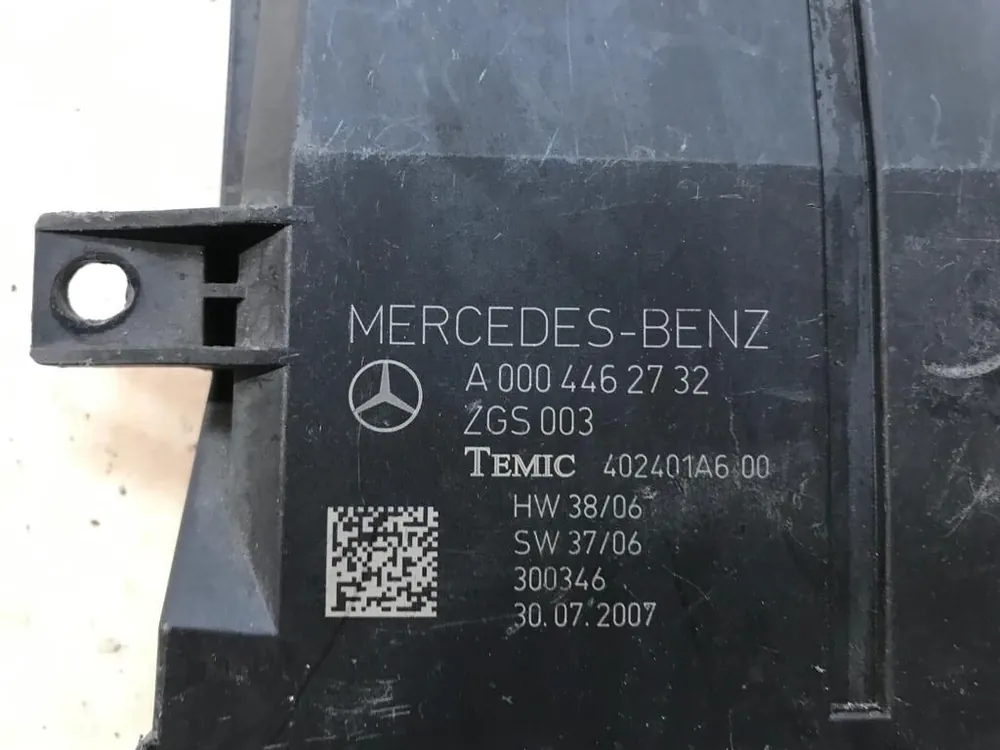 MERCEDES-BENZ
A 000 446 27 32
ZGS 003
TEMIC 402401A6 00
HW 38/06
SW 37/06
300346
30.07.2007